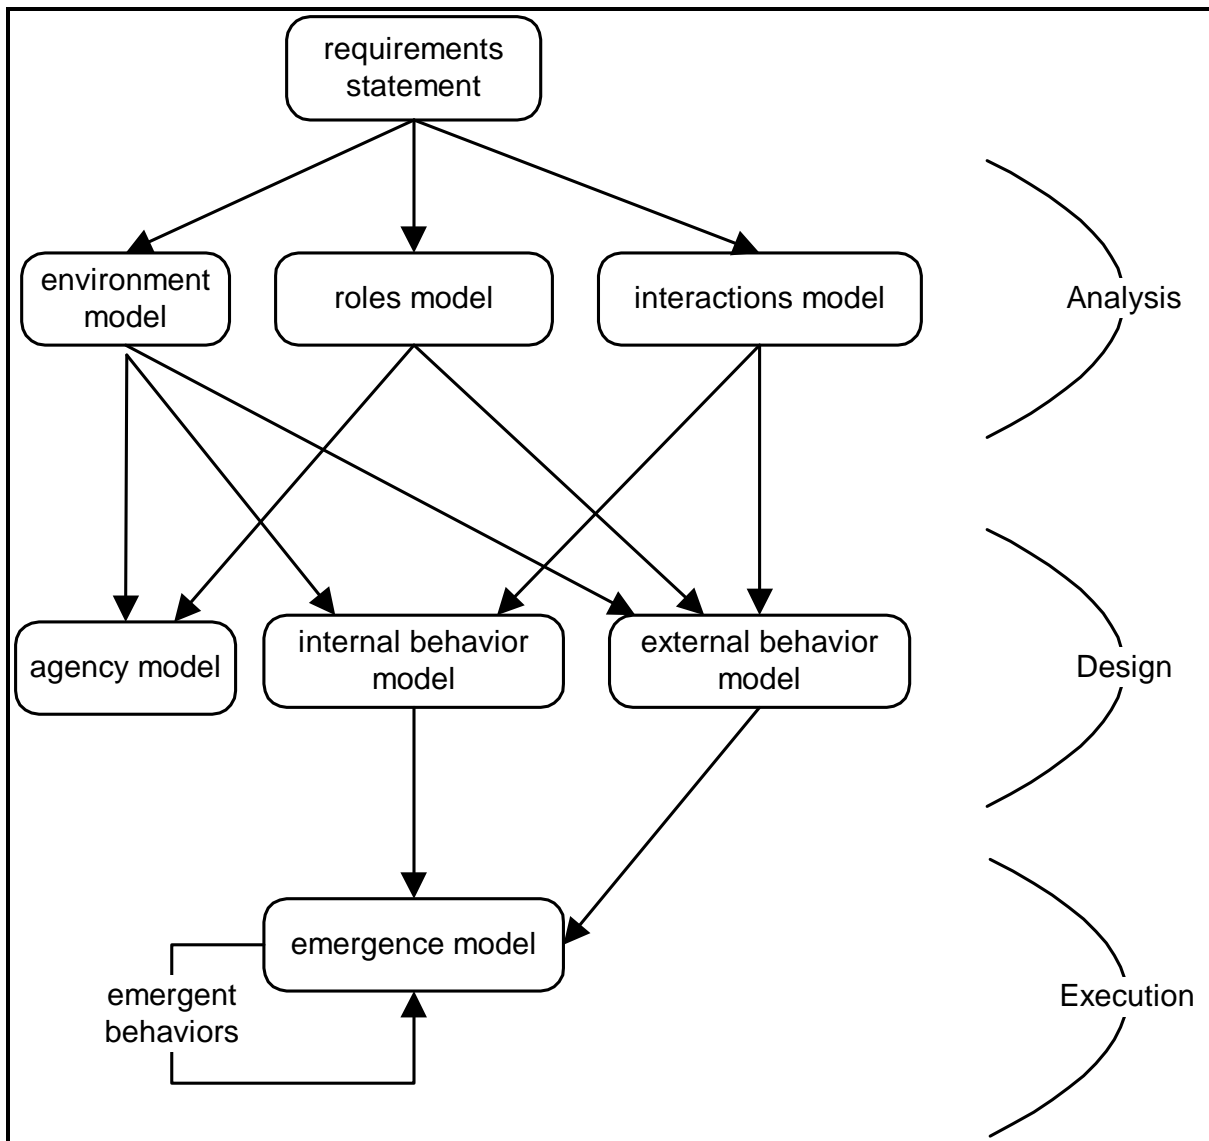 requirements
statement
environment
model
roles model
interactions model
Analysis
agency model
internal behavior
model
external behavior
model
Design
emergence model
emergent
behaviors
Execution